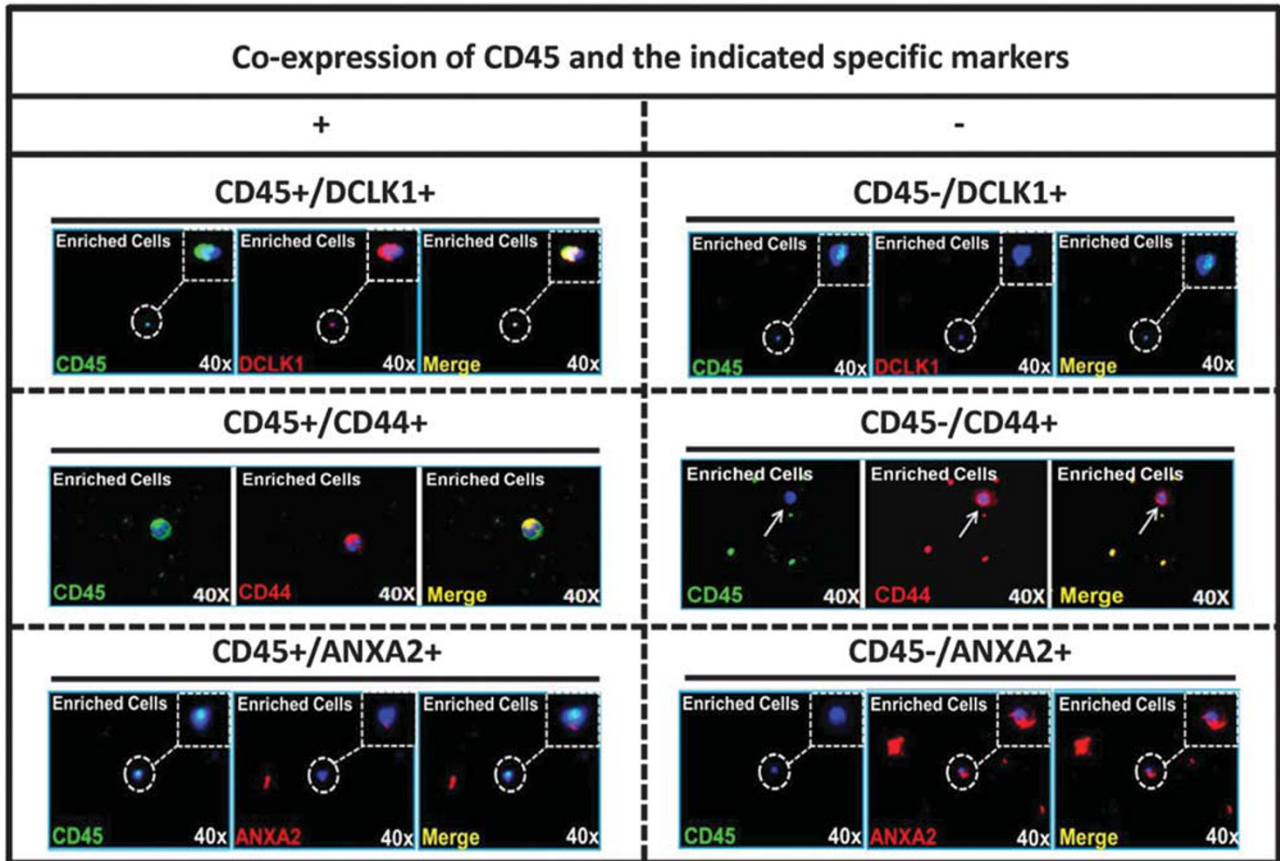 Co-expression of CD45 and the indicated specific markers
+
-
CD45+/DCLK1+
Enriched Cells
Enriched Cells
Enriched Cells
CD45
40x
DCLK1
40x
Merge
40x
CD45-/DCLK1+
Enriched Cells
Enriched Cells
Enriched Cells
CD45
40x
DCLK1
40x
Merge
40x
CD45+/CD44+
Enriched Cells
Enriched Cells
Enriched Cells
CD45
40X
CD44
40X
Merge
40X
CD45-/CD44+
Enriched Cells
Enriched Cells
Enriched Cells
CD45
40X
CD44
40X
Merge
40X
CD45+/ANXA2+
Enriched Cells
Enriched Cells
Enriched Cells
CD45
40x
ANXA2
40x
Merge
40x
CD45-/ANXA2+
Enriched Cells
Enriched Cells
Enriched Cells
CD45
40x
ANXA2
40x
Merge
40x